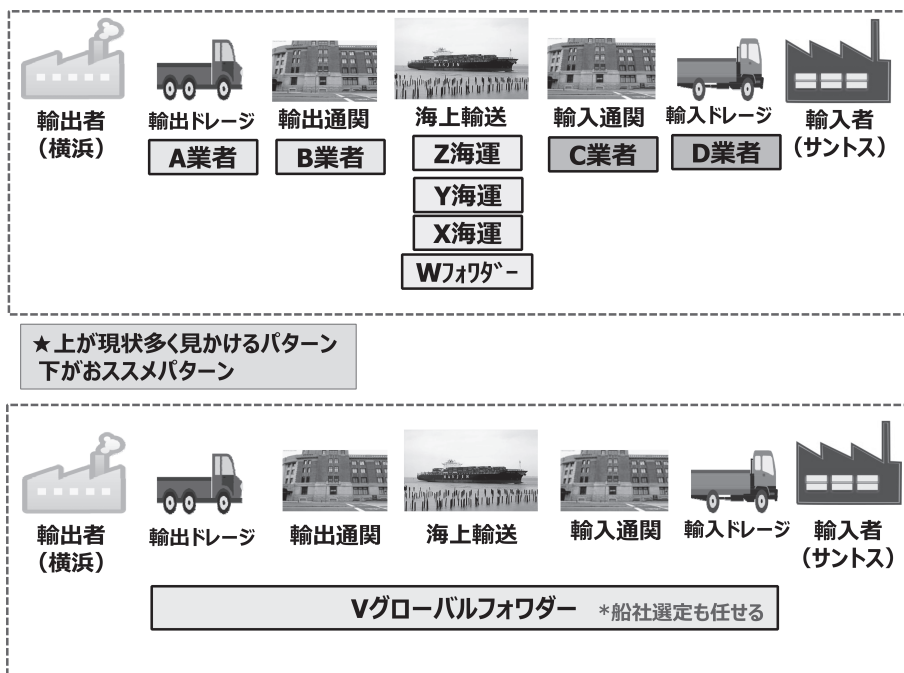 輸出者
(横浜)
輸出ドレージ
輸出通関
海上輸送
輸入通関
輸入ドレージ
輸入者
(サントス)
A業者
B業者
Z海運
C業者
D業者
Y海運
X海運
Wフォワダー
★上が現状多く見かけるパターン
下がおススメパターン
輸出者
(横浜)
輸出ドレージ
輸出通関
海上輸送
輸入通関
輸入ドレージ
輸入者
(サントス)
Vグローバルフォワダー *船社選定も任せる